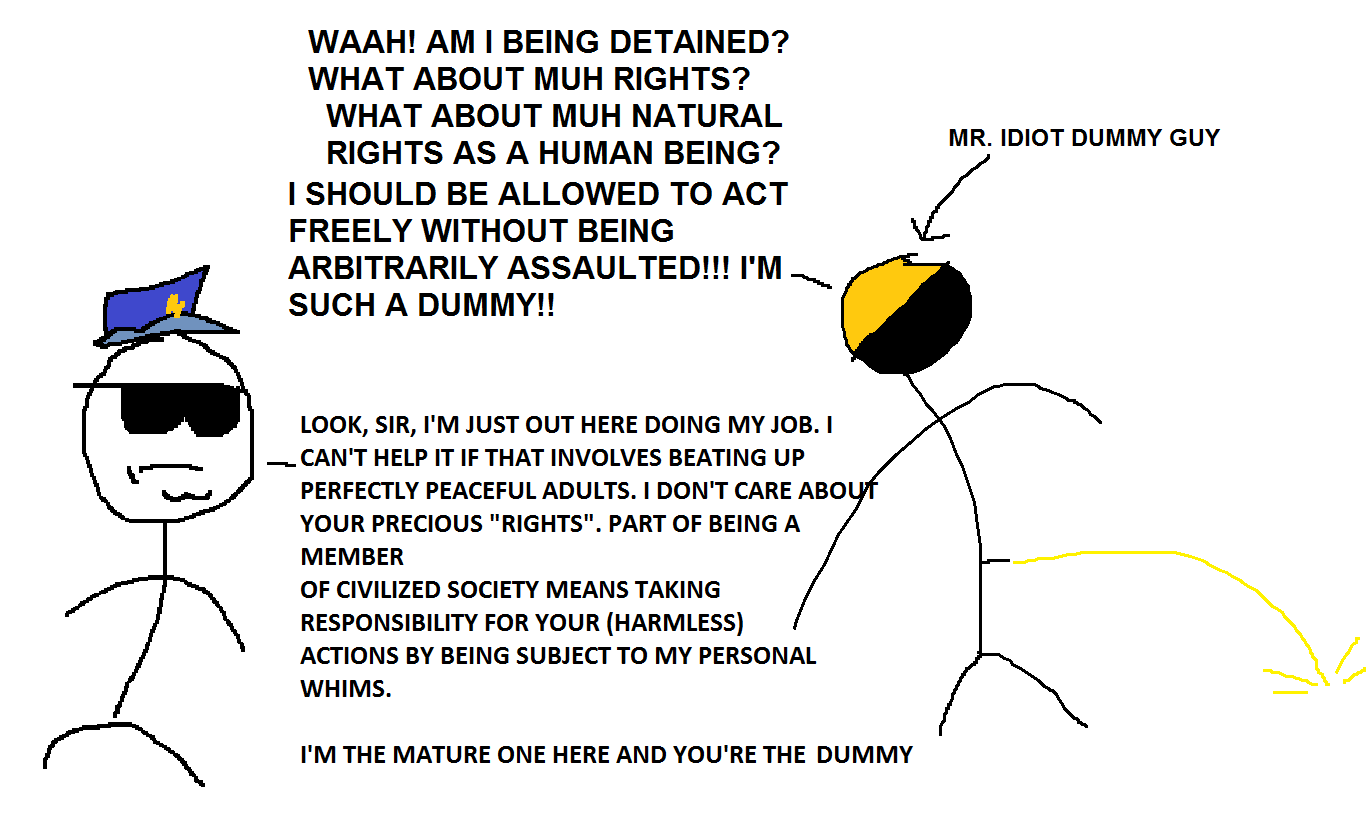 WAAH! AM I BEING DETAINED?
WHAT ABOUT MUH RIGHTS?
WHAT ABOUT MUH NATURAL
RIGHTS AS A HUMAN BEING?
I SHOULD BE ALLOWED TO ACT
FREELY WITHOUT BEING
ARBITRARILY ASSAULTED!!! I'M
SUCH A DUMMY!!
MR. IDIOT DUMMY GUY
LOOK, SIR, I'M JUST OUT HERE DOING MY JOB. I
CAN'T HELP IT IF THAT INVOLVES BEATING UP
PERFECTLY PEACEFUL ADULTS. I DON'T CARE ABOUT
YOUR PRECIOUS "RIGHTS". PART OF BEING A
MEMBER
OF CIVILIZED SOCIETY MEANS TAKING
RESPONSIBILITY FOR YOUR (HARMLESS)
ACTIONS BY BEING SUBJECT TO MY PERSONAL
WHIMS.
I'M THE MATURE ONE HERE AND YOU'RE THE DUMMY